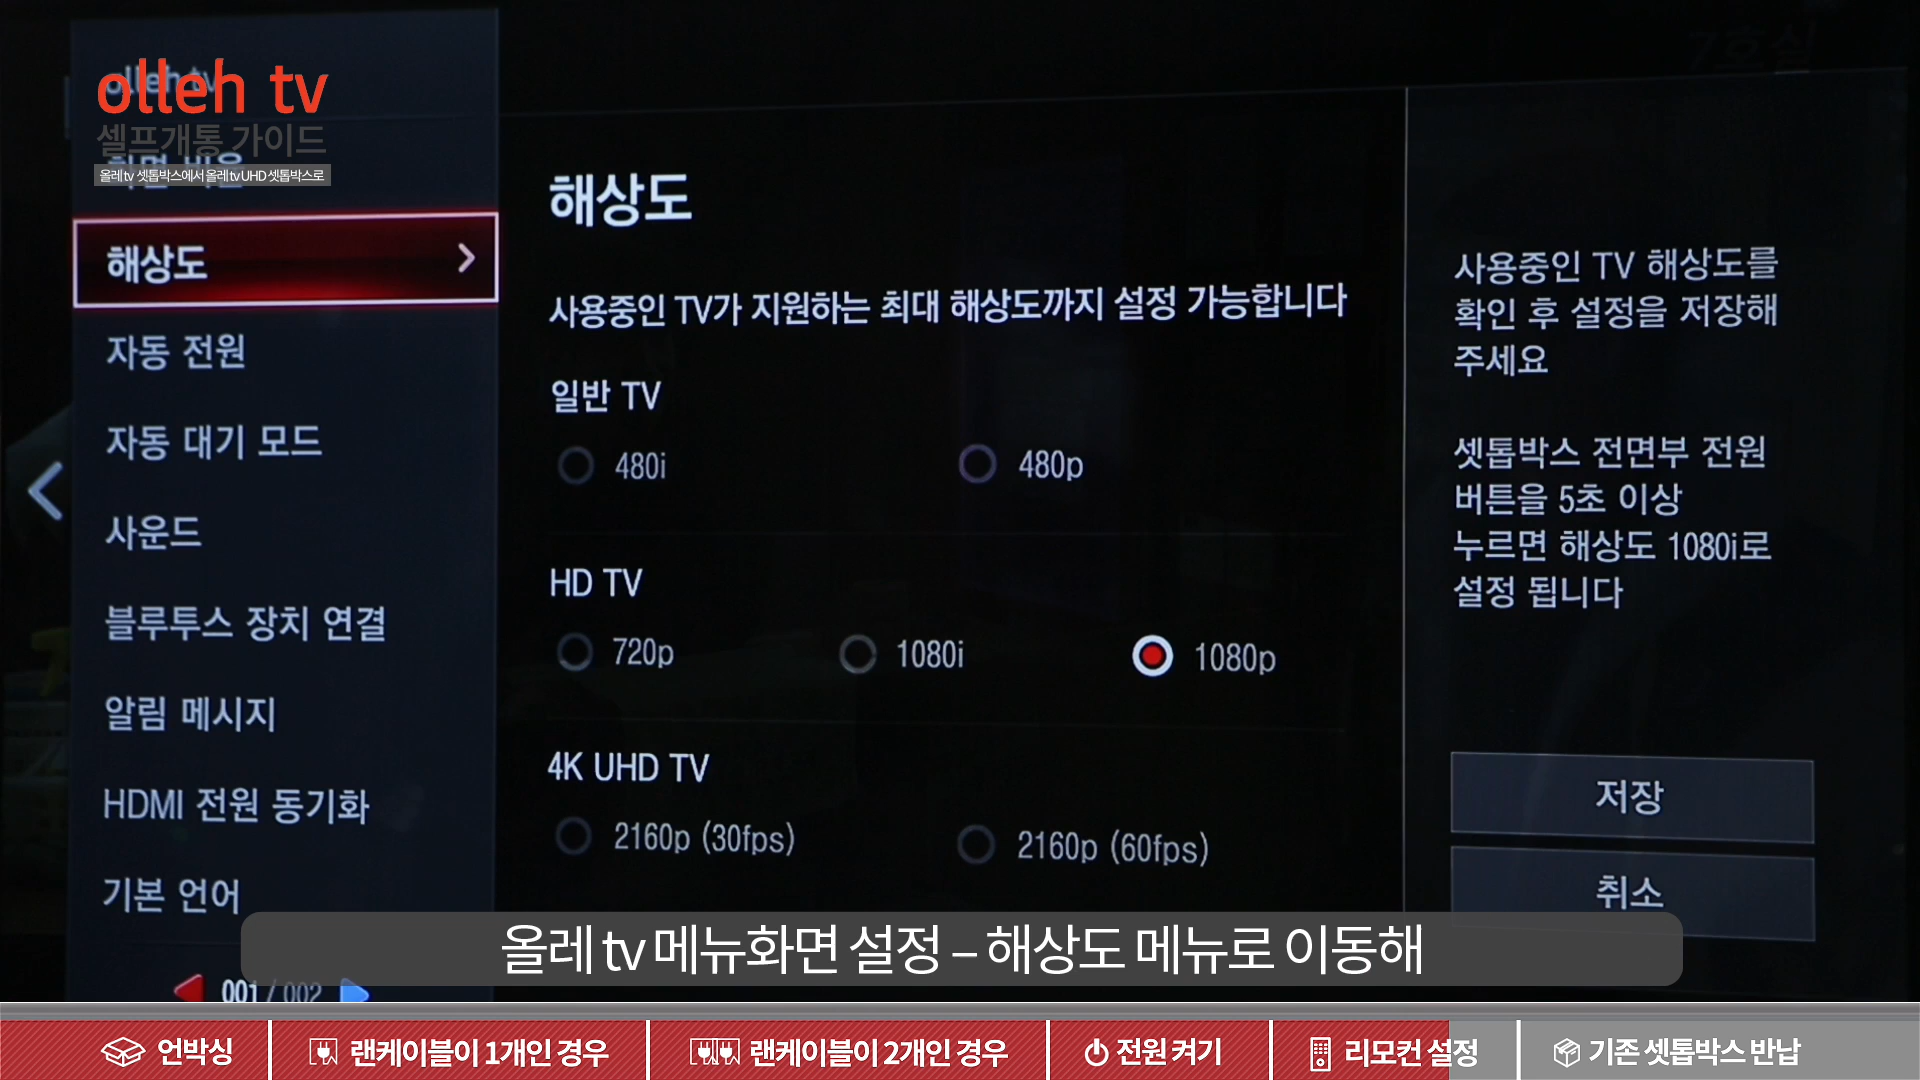 7호실
olleh tv
olleh tv
셀프개통 가이드
올레 tv 셋톱박스에서 올레 tv UHD 셋톱박스로
화면 비율
해상도
자동 전원
자동 대기 모드
사운드
블루투스 장치 연결
알림 메시지
HDMI 전원 동기화
기본 언어
001 / 002
해상도
사용중인 TV가 지원하는 최대 해상도까지 설정 가능합니다
일반 TV
480i 480p
HD TV
720p 1080i 1080p
4K UHD TV
2160p (30fps) 2160p (60fps)
사용중인 TV 해상도를
확인 후 설정을 저장해
주세요
셋톱박스 전면부 전원
버튼을 5초 이상
누르면 해상도 1080i로
설정 됩니다
저장
취소
올레 tv 메뉴화면 설정 – 해상도 메뉴로 이동해
언박싱 랜케이블이 1개인 경우 랜케이블이 2개인 경우 전원 켜기 리모컨 설정 기존 셋톱박스 반납